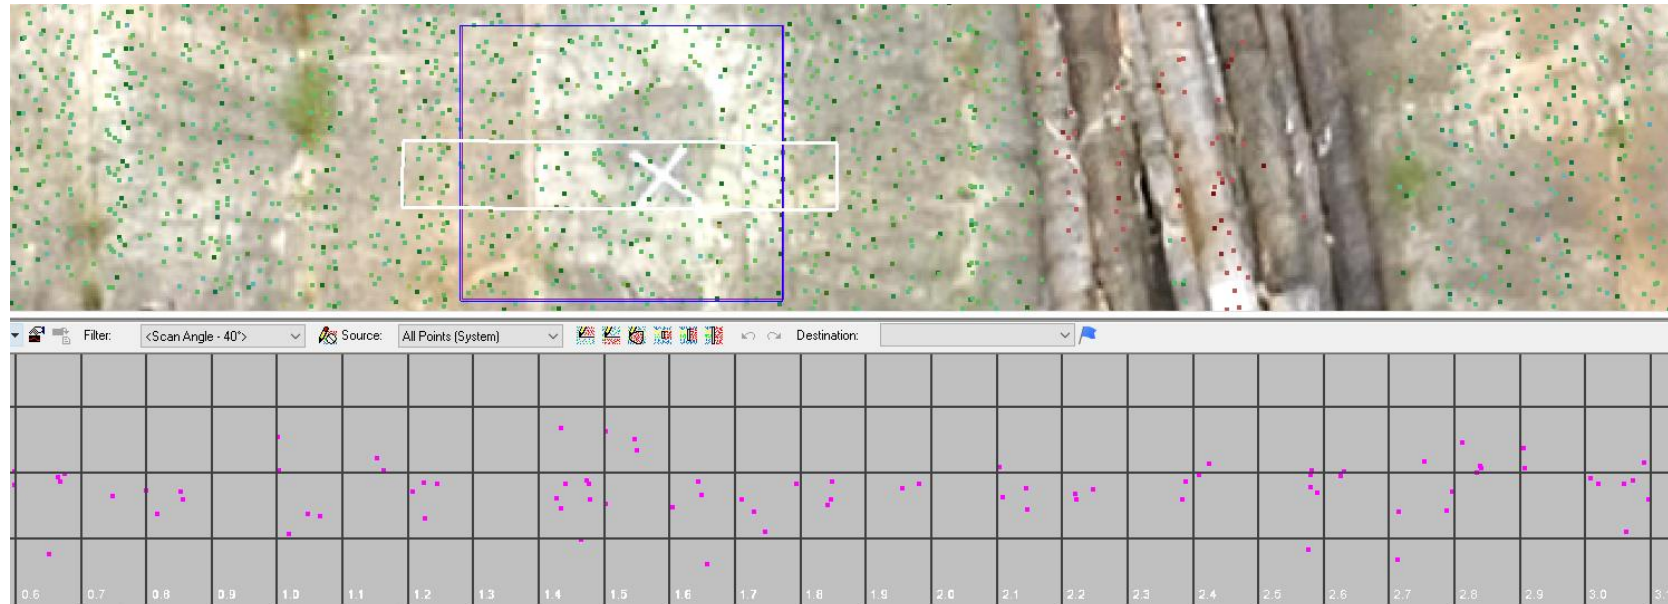 Filter: <Scan Angle - 40°> Source: All Points (System) Destination:
0.6 0.7 0.8 0.9 1.0 1.1 1.2 1.3 1.4 1.5 1.6 1.7 1.8 1.9 2.0 2.1 2.2 2.3 2.4 2.5 2.6 2.7 2.8 2.9 3.0